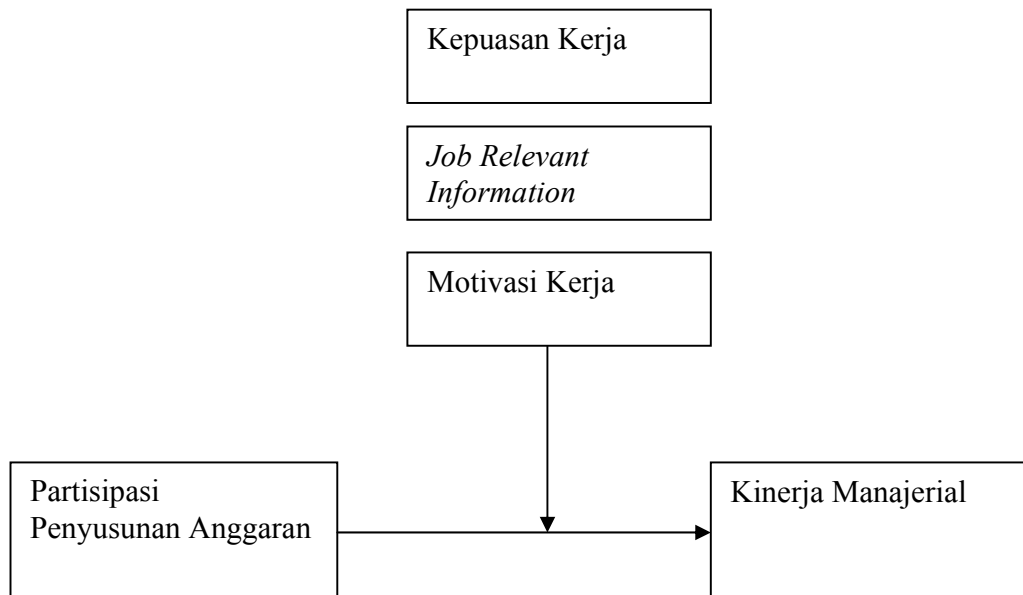 Kepuasan Kerja
Job Relevant
Information
Motivasi Kerja
Partisipasi
Penyusunan Anggaran
Kinerja Manajerial